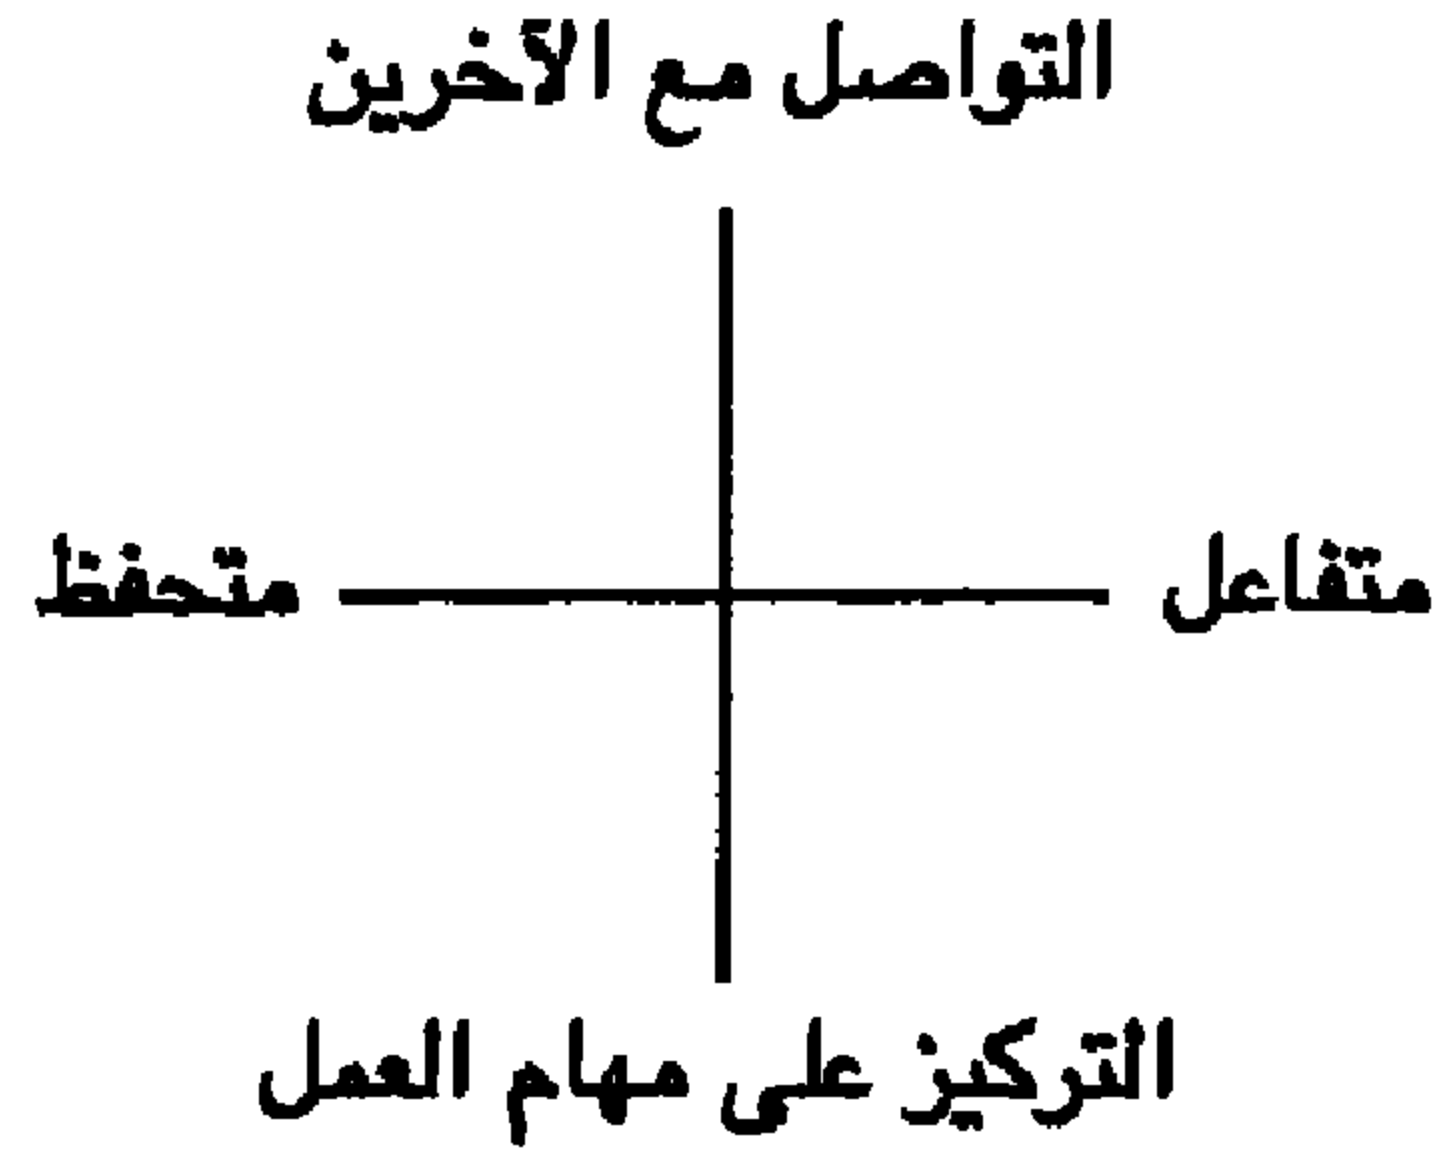 التواصل مع الآخرين
متفاعل
متحفظ
التركيز على مهام العمل